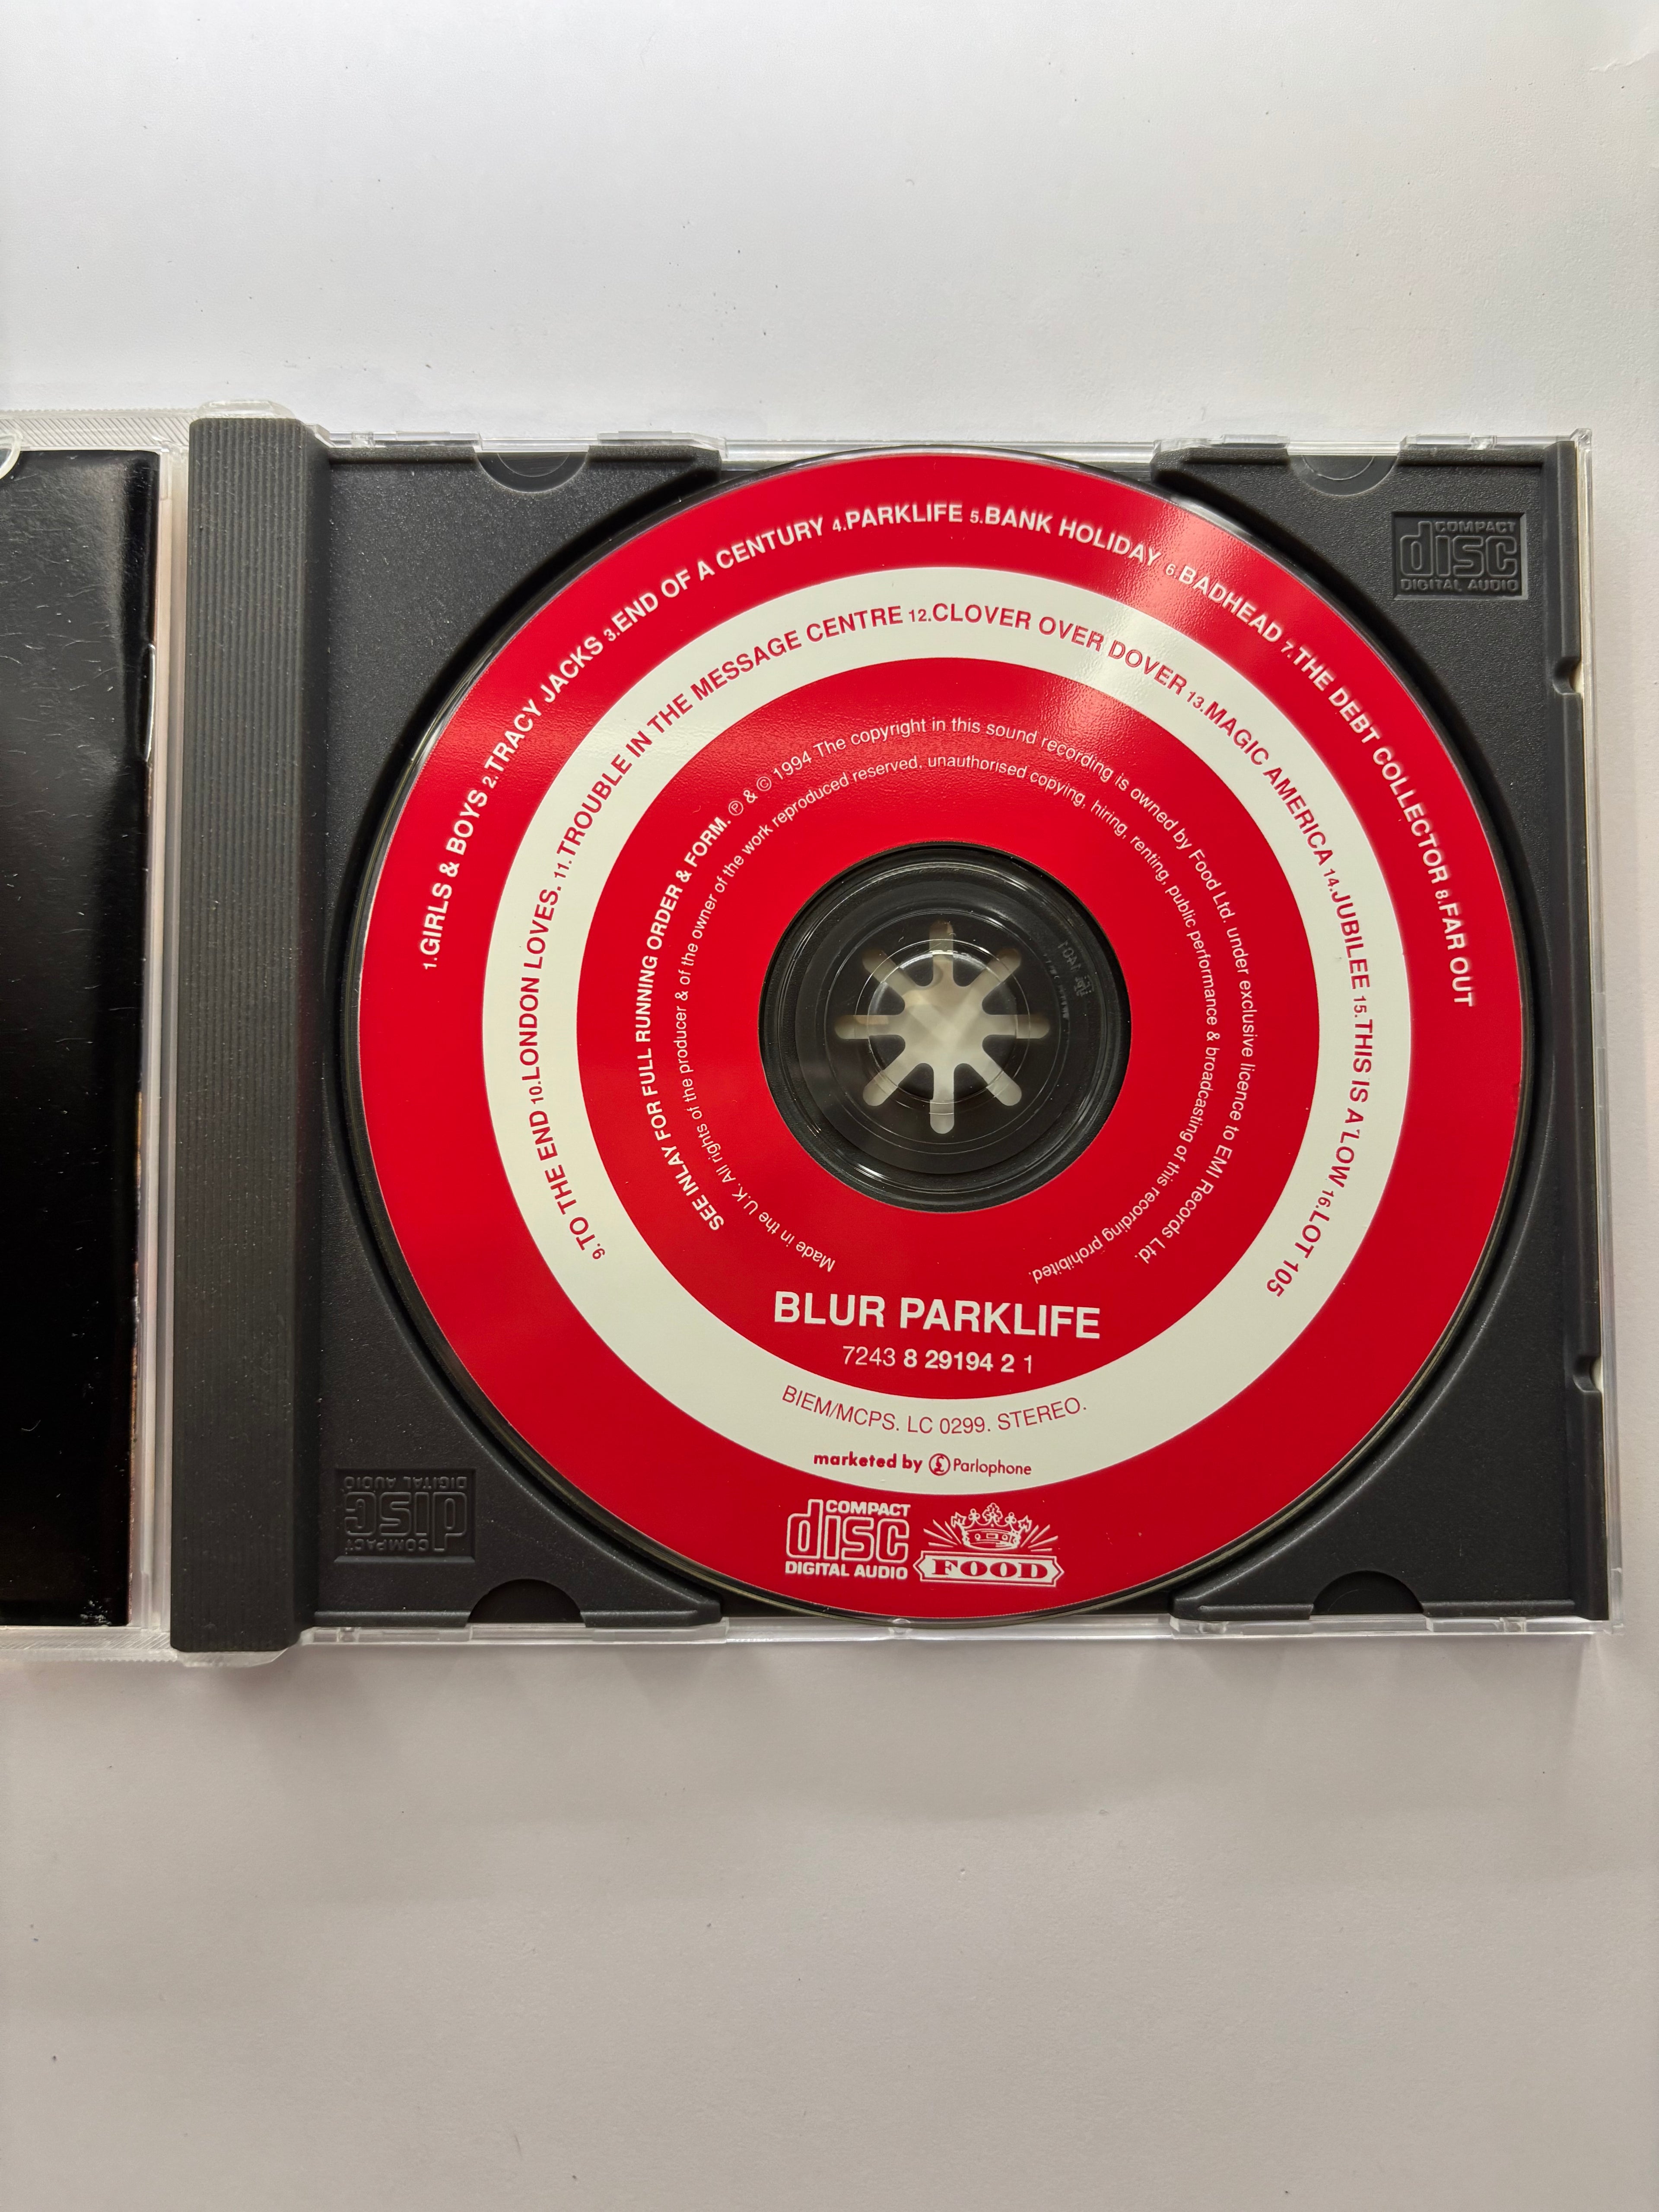 1.GIRLS & BOYS 2.TRACY JACKS 3.END OF A CENTURY 4.PARKLIFE 5.BANK HOLIDAY 6.BADHEAD 7.THE DEBT COLLECTOR 8.FAR OUT
9.TO THE END 10.LONDON LOVES. 11.TROUBLE IN THE MESSAGE CENTRE 12.CLOVER OVER DOVER 13.MAGIC AMERICA 14.JUBILEE 15.THIS IS A 'LOW 16.LOT 105
SEE INLAY FOR FULL RUNNING ORDER & FORM. ℗ & © 1994 The copyright in this sound recording is owned by Food Ltd. under exclusive licence to EMI Records Ltd.
Made in the U.K. All rights of the producer & of the owner of the work reproduced reserved, unauthorised copying, hiring, renting, public performance & broadcasting of this recording prohibited.
BLUR PARKLIFE
7243 8 29194 2 1
BIEM/MCPS. LC 0299. STEREO.
marketed by £ Parlophone
COMPACT
disc
DIGITAL AUDIO
FOOD
COMPACT
disc
DIGITAL AUDIO
COMPACT
disc
DIGITAL AUDIO